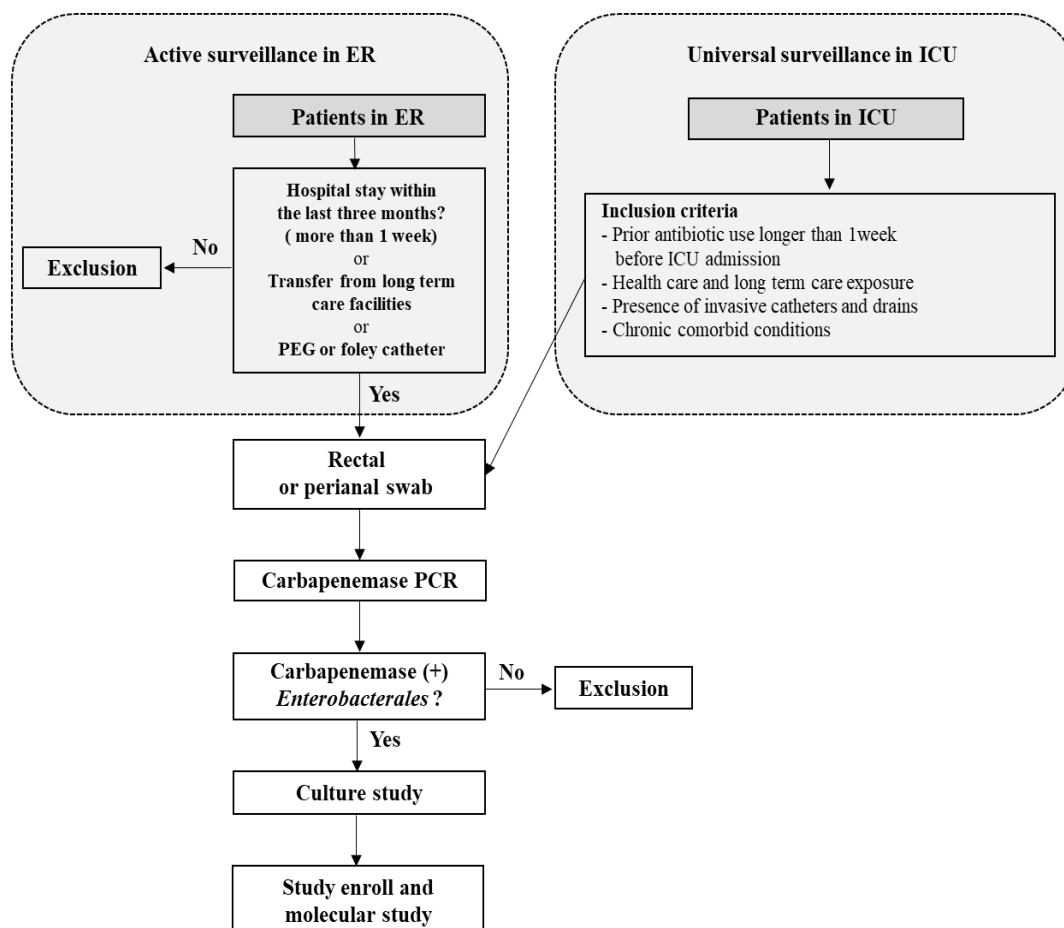 Active surveillance in ER
Patients in ER
Hospital stay within
the last three months?
( more than 1 week)
or
Transfer from long term
care facilities
or
PEG or foley catheter
No
Exclusion
Yes
Universal surveillance in ICU
Patients in ICU
Inclusion criteria
- Prior antibiotic use longer than 1week
before ICU admission
- Health care and long term care exposure
- Presence of invasive catheters and drains
- Chronic comorbid conditions
Rectal
or perianal swab
Carbapenemase PCR
Carbapenemase (+)
Enterobacterales ?
No
Exclusion
Yes
Culture study
Study enroll and
molecular study